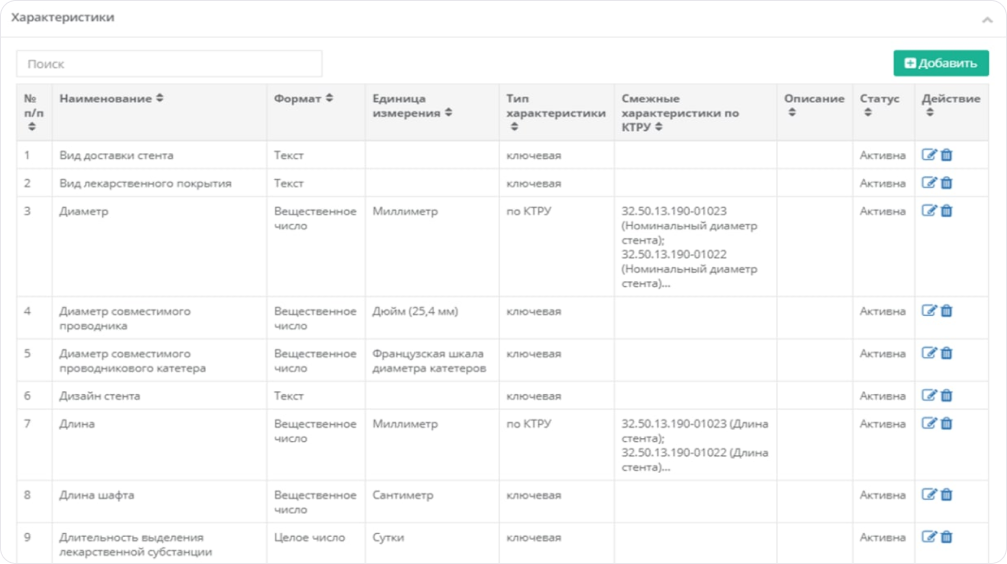 Характеристики
Поиск
Добавить
№ Наименование Формат Единица Тип Смежные Описание Статус Действие
п/п измерения характеристики характеристики по
КТРУ
1 Вид доставки стента Текст ключевая Активна
2 Вид лекарственного покрытия Текст ключевая Активна
3 Диаметр Вещественное Миллиметр по КТРУ 32.50.13.190-01023 Активна
число (Номинальный диаметр
стента);
32.50.13.190-01022
(Номинальный диаметр
стента)...
4 Диаметр совместимого Вещественное Дюйм (25,4 мм) ключевая Активна
проводника число
5 Диаметр совместимого Вещественное Французская шкала ключевая Активна
проводникового катетера число диаметра катетеров
6 Дизайн стента Текст ключевая Активна
7 Длина Вещественное Миллиметр по КТРУ 32.50.13.190-01023 (Длина Активна
число стента);
32.50.13.190-01022 (Длина
стента)...
8 Длина шафта Вещественное Сантиметр ключевая Активна
число
9 Длительность выделения Целое число Сутки ключевая Активна
лекарственной субстанции